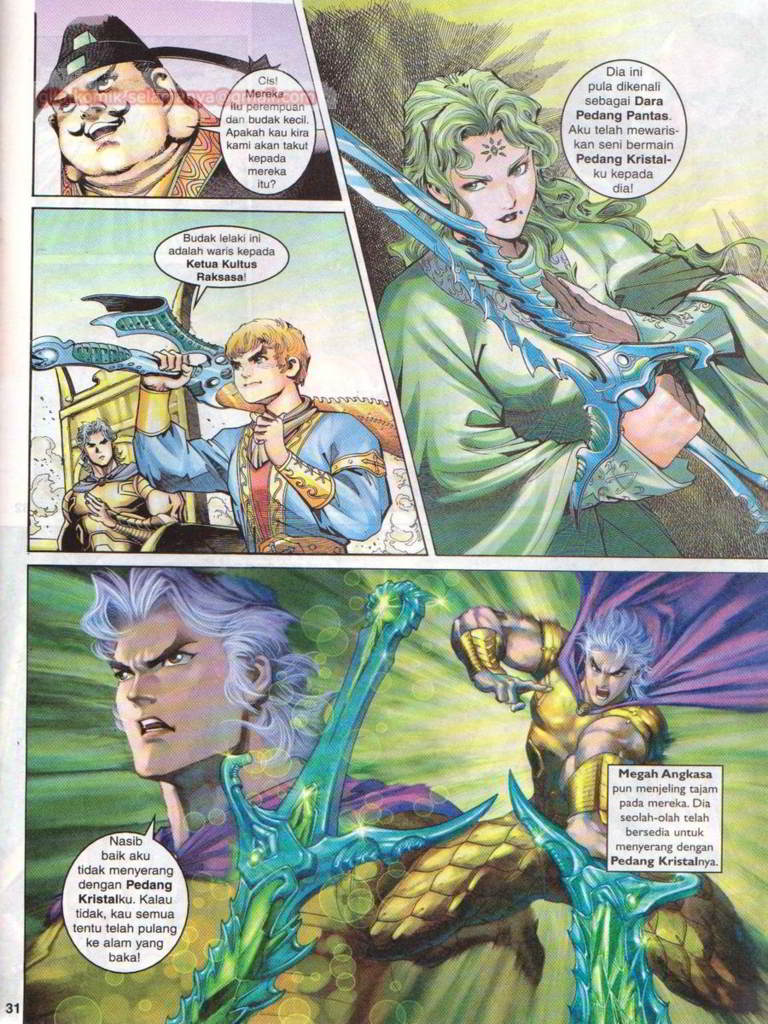 Cis!
Mereka
itu perempuan
dan budak kecil.
Apakah kau kira
kami akan takut
kepada
mereka
itu?
Dia ini
pula dikenali
sebagai Dara
Pedang Pantas.
Aku telah mewaris-
kan seni bermain
Pedang Kristal-
ku kepada
dia!
Budak lelaki ini
adalah waris kepada
Ketua Kultus
Raksasa!
Megah Angkasa
pun menjeling tajam
pada mereka. Dia
seolah-olah telah
bersedia untuk
menyerang dengan
Pedang Kristalnya.
Nasib
baik aku
tidak menyerang
dengan Pedang
Kristalku. Kalau
tidak, kau semua
tentu telah pulang
ke alam yang
baka!
31